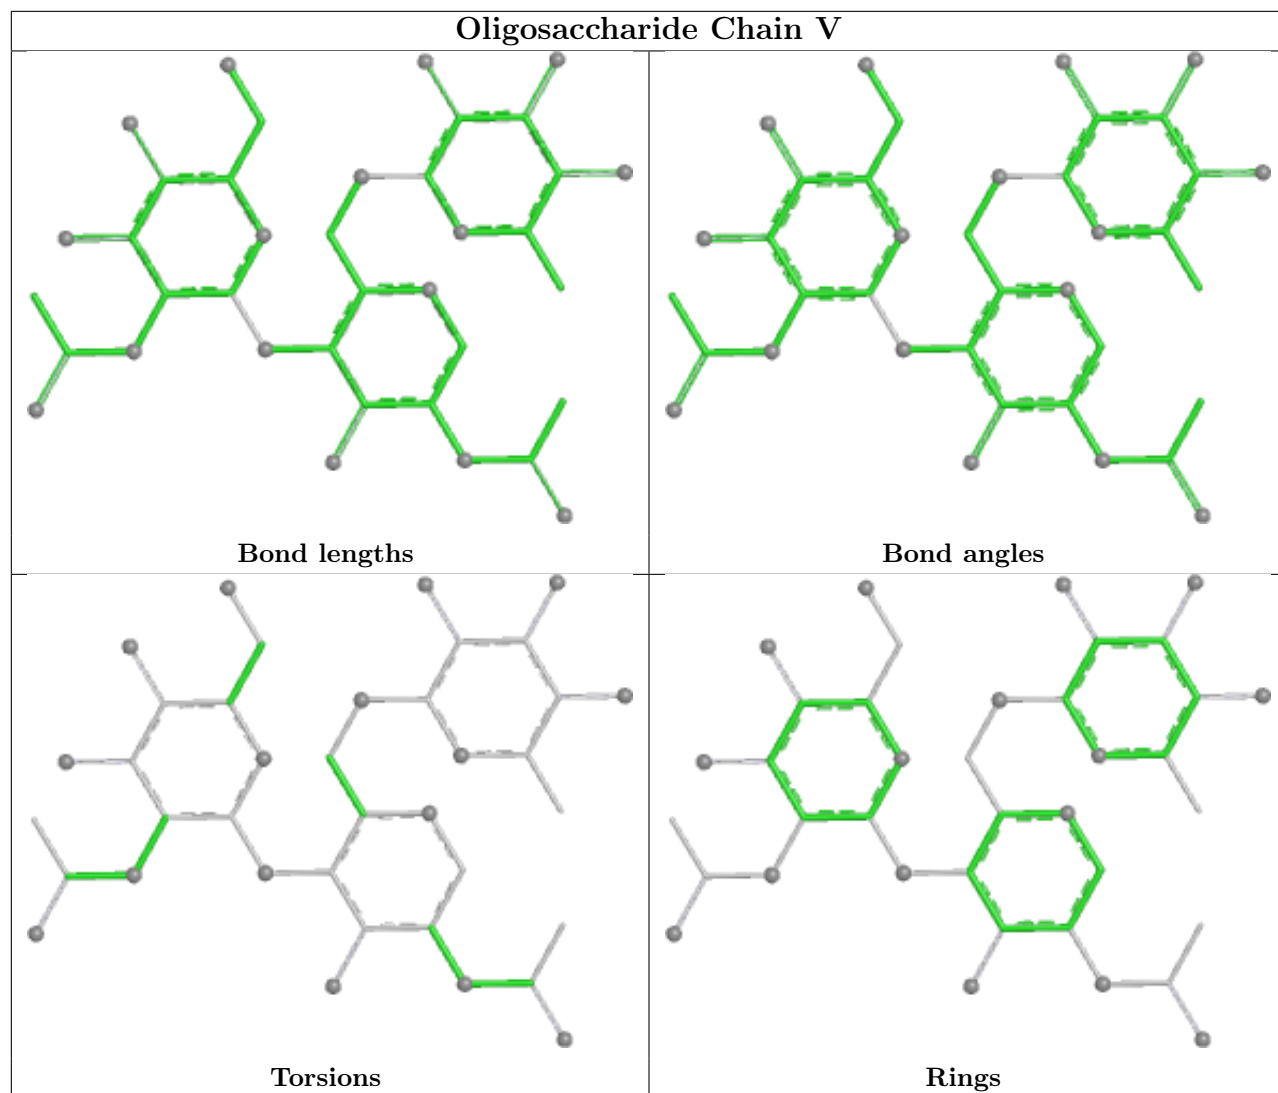 Oligosaccharide Chain V
Bond lengths
Bond angles
Torsions
Rings